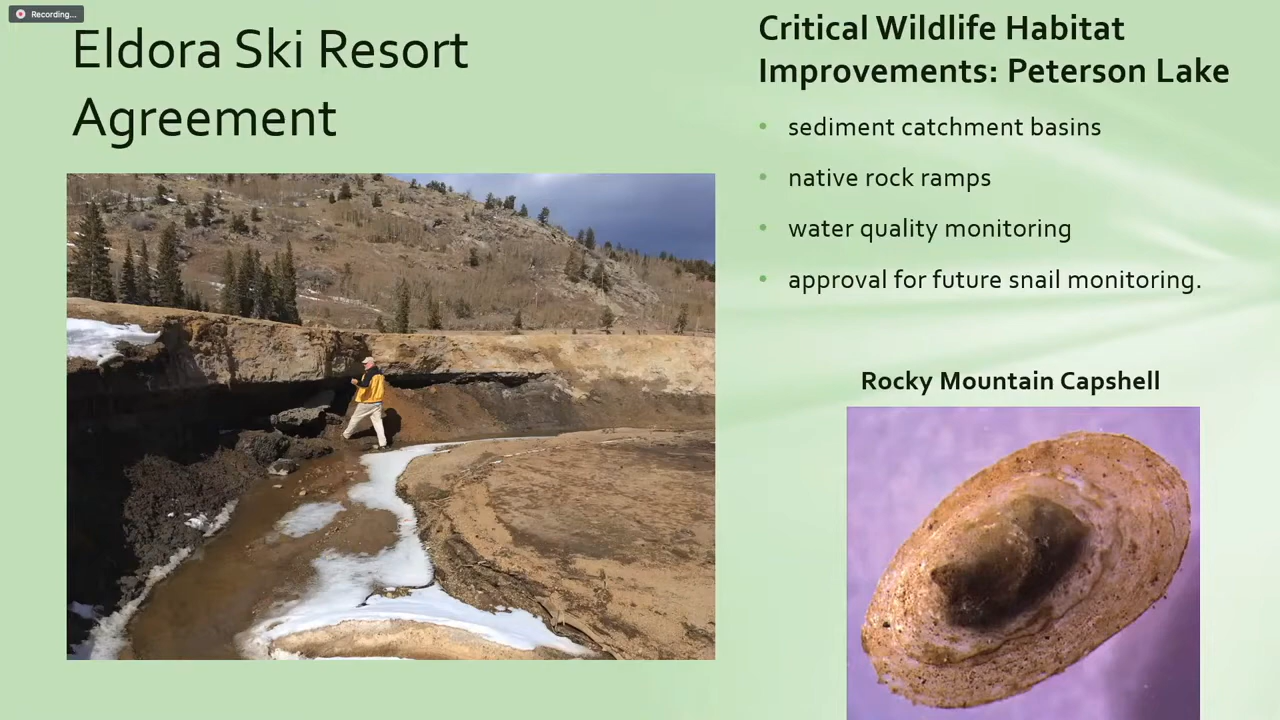 Recording...
Eldora Ski Resort
Agreement
Critical Wildlife Habitat
Improvements: Peterson Lake
• sediment catchment basins
• native rock ramps
• water quality monitoring
• approval for future snail monitoring.
Rocky Mountain Capshell